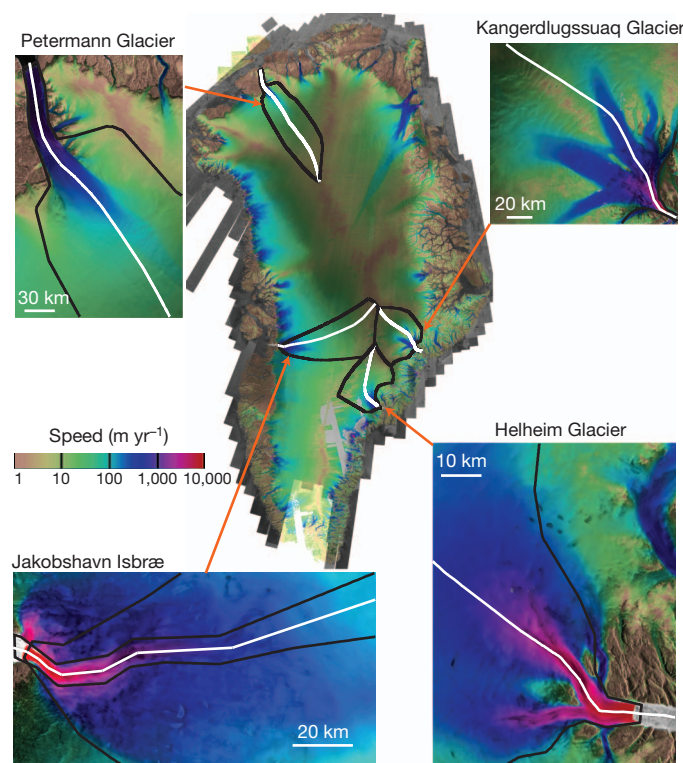 Petermann Glacier
Kangerdlugssuaq Glacier
30 km
20 km
Speed (m yr⁻¹)
1 10 100 1,000 10,000
Helheim Glacier
10 km
Jakobshavn Isbræ
20 km